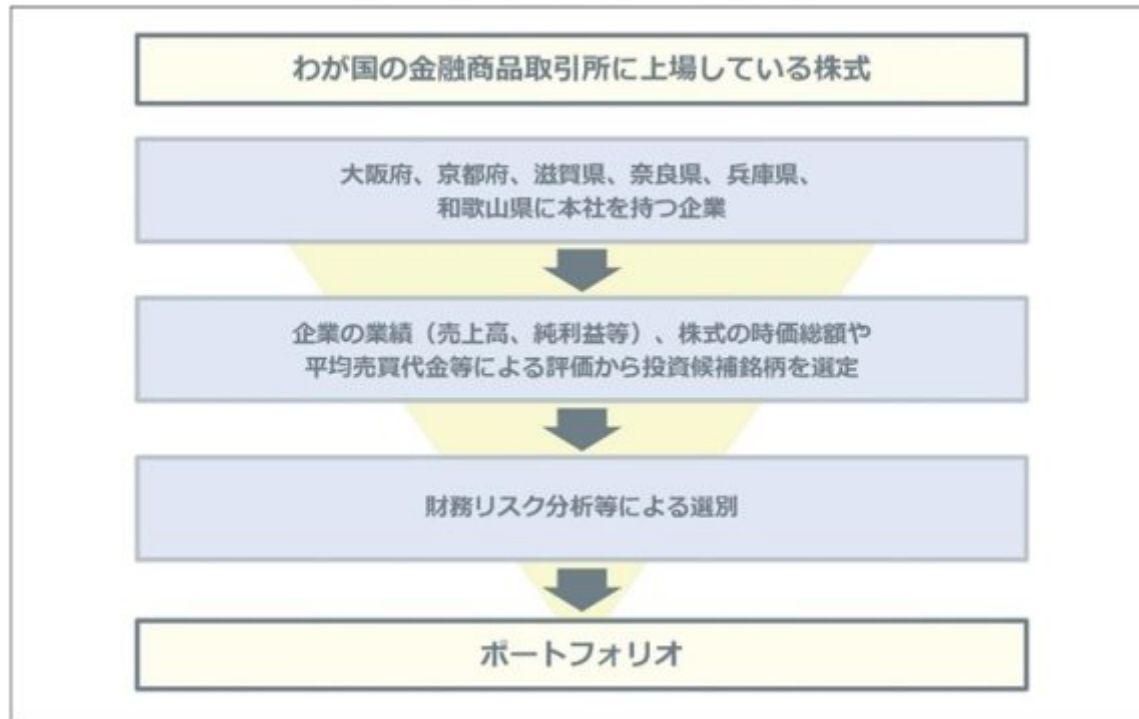 わが国の金融商品取引所に上場している株式
大阪府、京都府、滋賀県、奈良県、兵庫県、
和歌山県に本社を持つ企業
企業の業績（売上高、純利益等）、株式の時価総額や
平均売買代金等による評価から投資候補銘柄を選定
財務リスク分析等による選別
ポートフォリオ